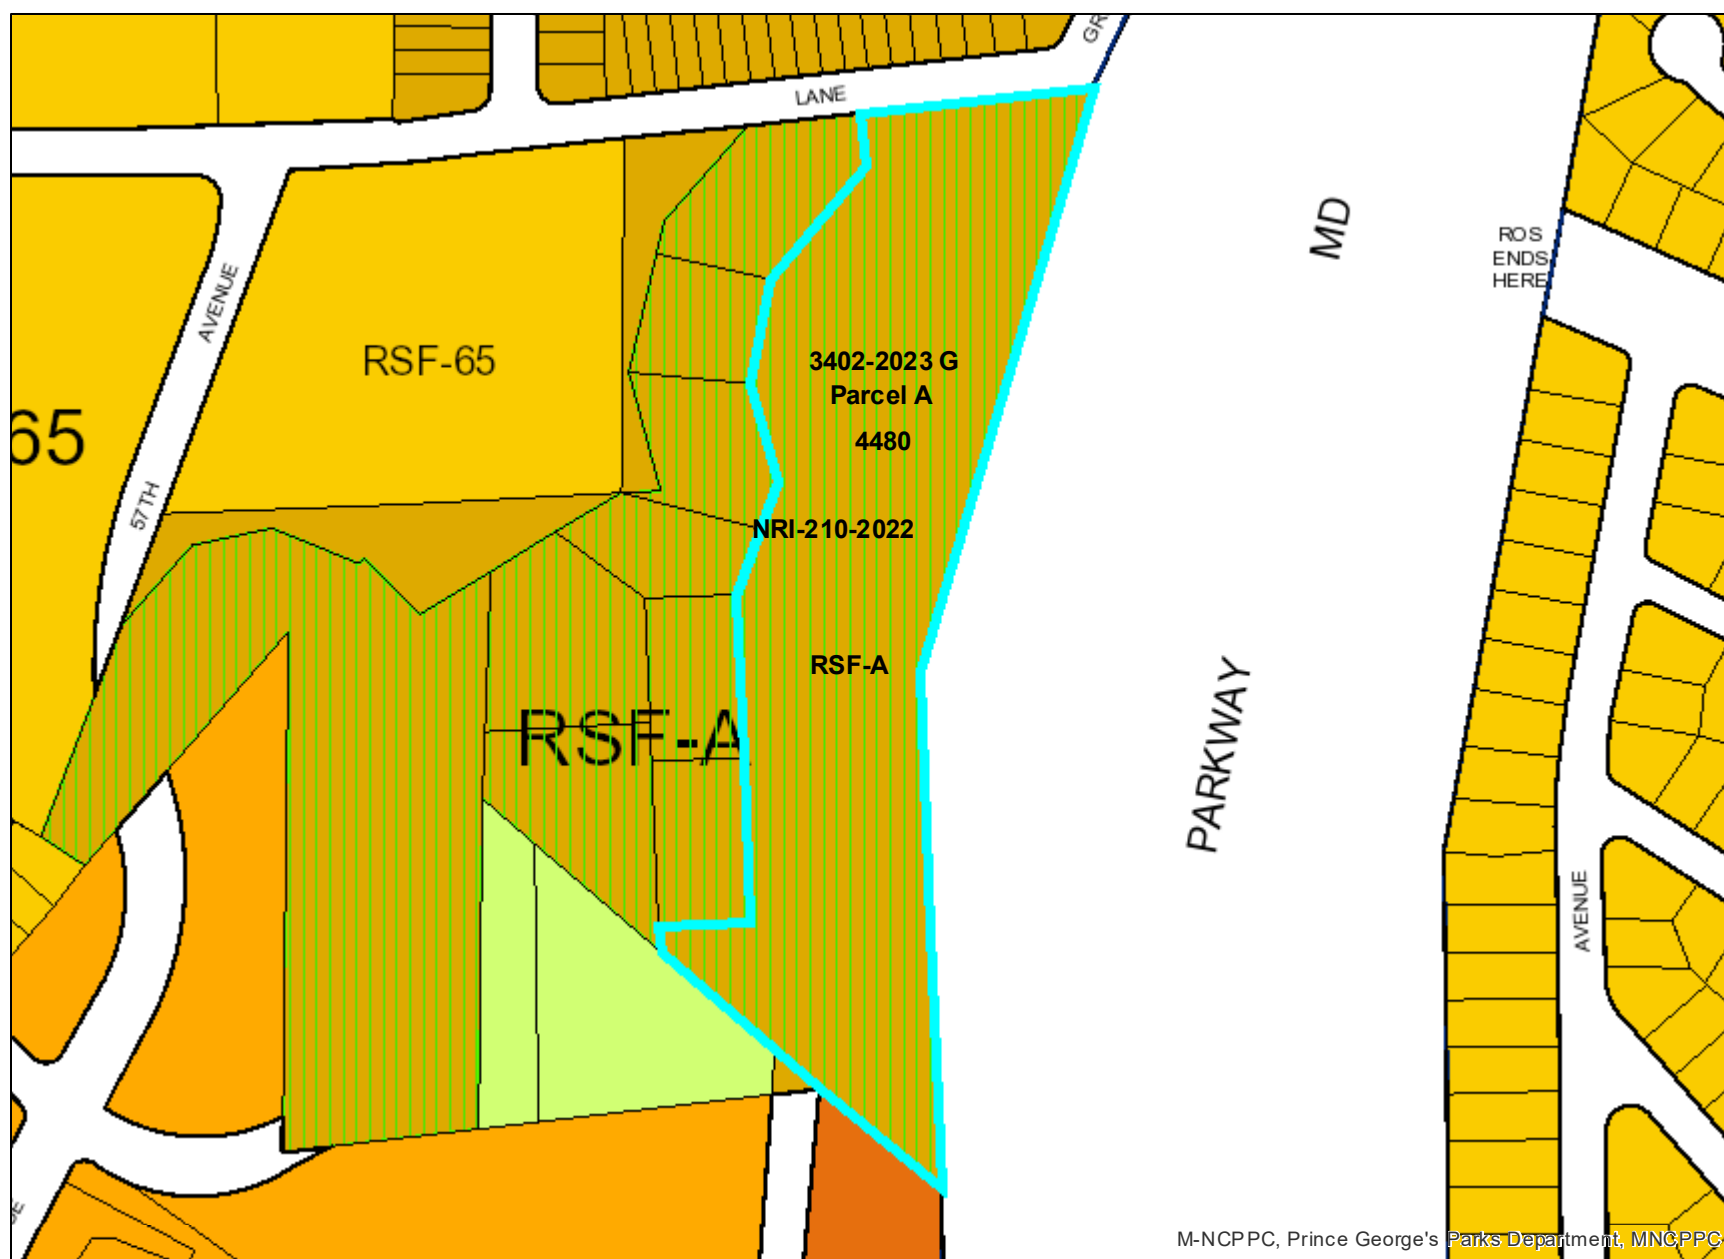 GR
LANE
MD
ROS
ENDS
HERE
AVENUE
RSF-65
3402-2023 G
Parcel A
65
4480
57TH
NRI-210-2022
RSF-A
RSF-A
PARKWAY
AVENUE
M-NCPPC, Prince George's Parks Department, MNCPPC